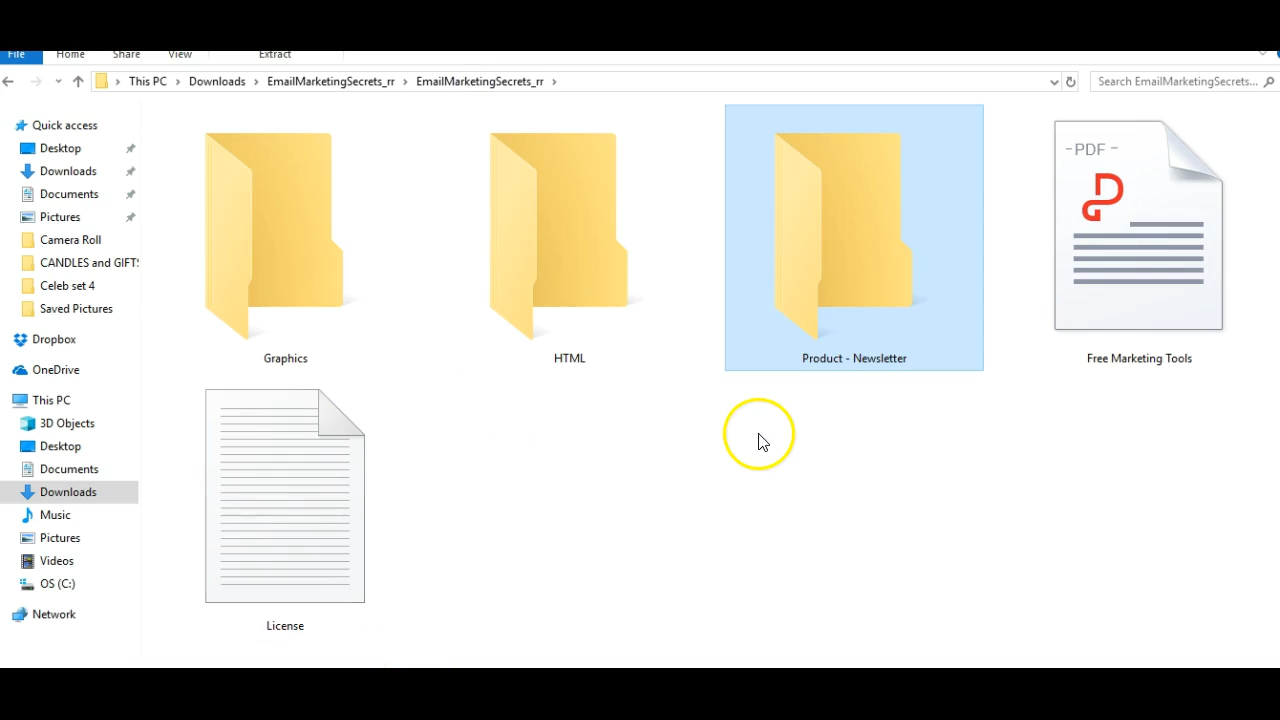 File Home Share View Extract
This PC > Downloads > EmailMarketingSecrets_rr > EmailMarketingSecrets_rr >
Search EmailMarketingSecrets...
Quick access
Desktop
Downloads
Documents
Pictures
Camera Roll
CANDLES and GIFTS
Celeb set 4
Saved Pictures
Dropbox
OneDrive
This PC
3D Objects
Desktop
Documents
Downloads
Music
Pictures
Videos
OS (C:)
Network
-PDF-
Graphics
HTML
Product - Newsletter
Free Marketing Tools
License